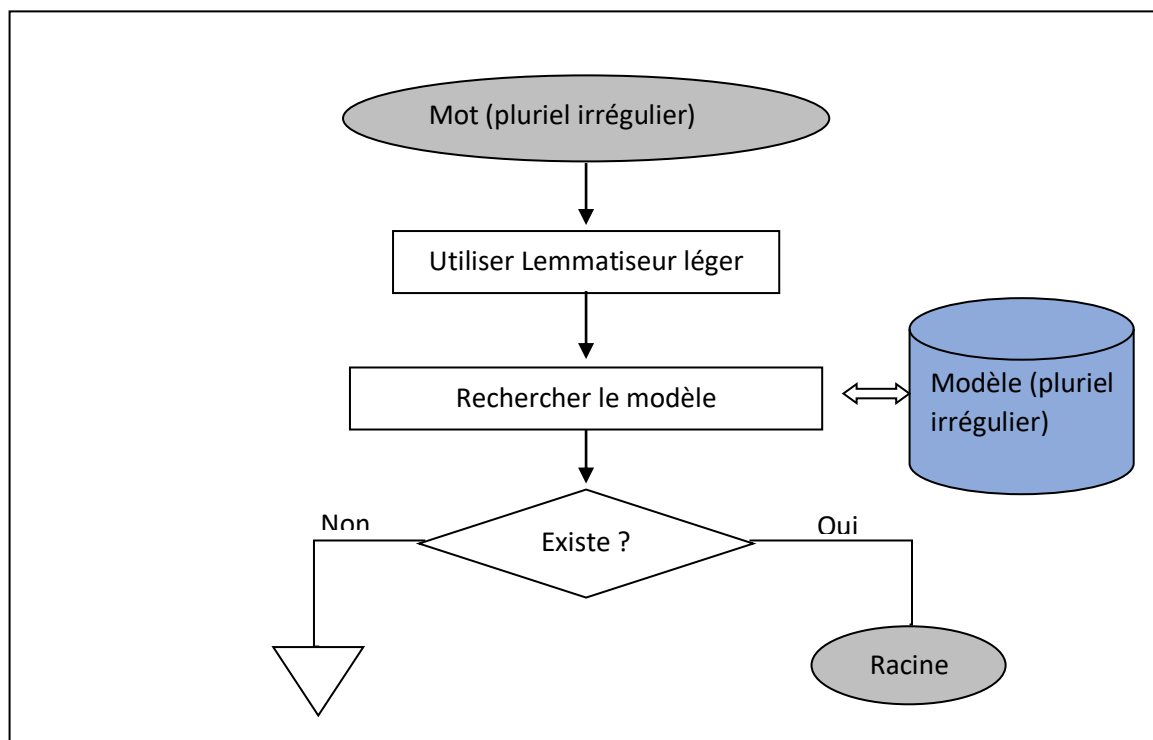 Mot (pluriel irrégulier)
Utiliser Lemmatiseur léger
Rechercher le modèle
Modèle (pluriel
irrégulier)
Existe ?
Non
Oui
Racine